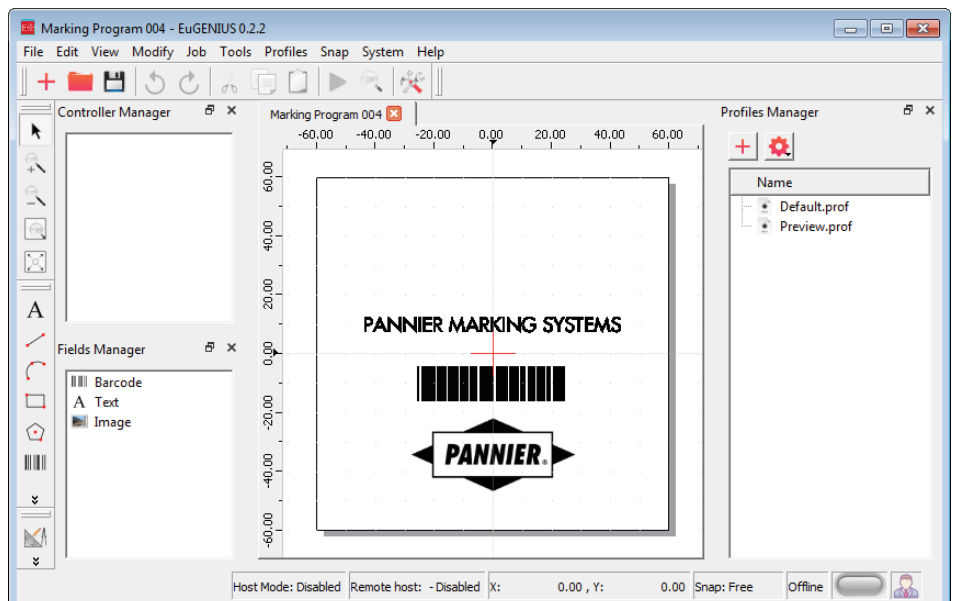 Marking Program 004 - EuGENIUS 0.2.2
File Edit View Modify Job Tools Profiles Snap System Help
Controller Manager
Marking Program 004
Profiles Manager
-60.00 -40.00 -20.00 0.00 20.00 40.00 60.00
60.00
40.00
20.00
0.00
-20.00
-40.00
-60.00
Name
Default.prof
Preview.prof
PANNIER MARKING SYSTEMS
A
Fields Manager
Barcode
A Text
Image
PANNIER®
Host Mode: Disabled Remote host: - Disabled X: 0.00 , Y: 0.00 Snap: Free Offline